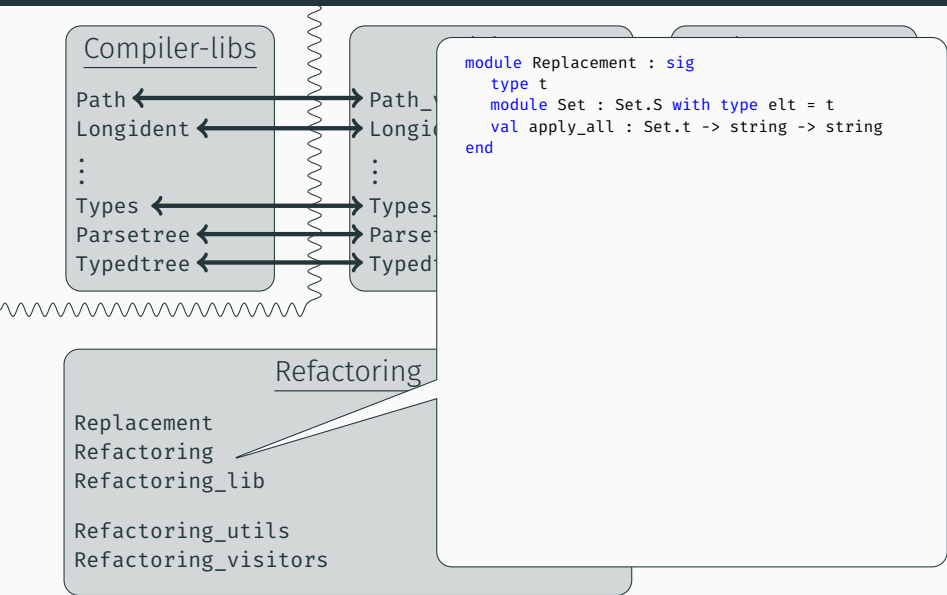 Compiler-libs
Path
Longident
⋮
Types
Parsetree
Typedtree
Path_
Longid
⋮
Types_
Parset
Typedt
module Replacement : sig
type t
module Set : Set.S with type elt = t
val apply_all : Set.t -> string -> string
end
Refactoring
Replacement
Refactoring
Refactoring_lib
Refactoring_utils
Refactoring_visitors